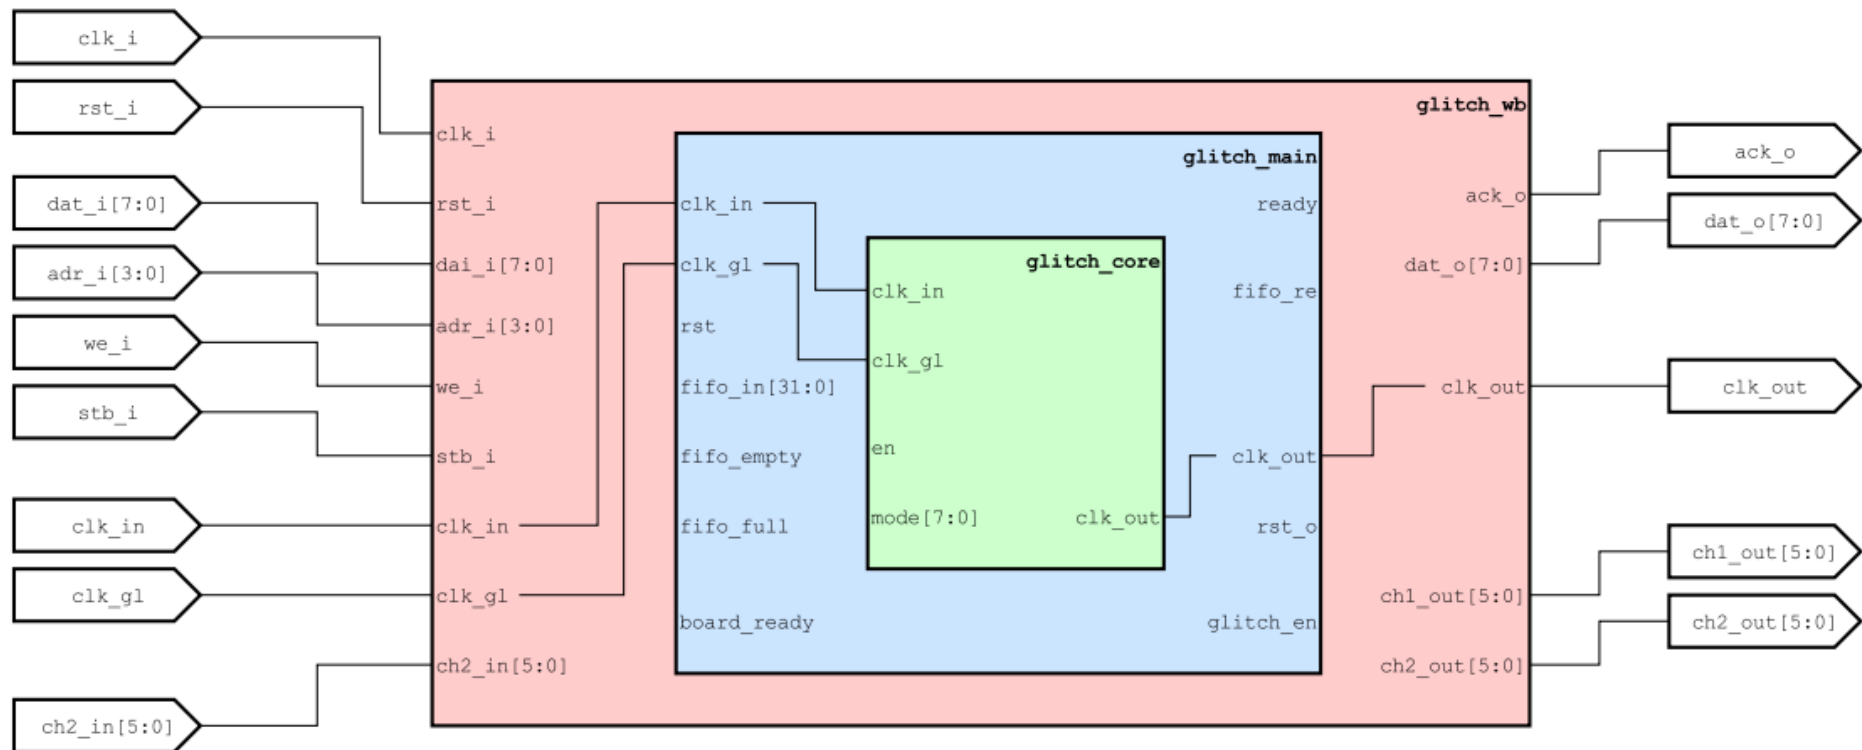 clk_i
rst_i
dat_i[7:0]
adr_i[3:0]
we_i
stb_i
clk_in
clk_gl
ch2_in[5:0]
glitch_wb
clk_i
rst_i
dai_i[7:0]
adr_i[3:0]
we_i
stb_i
clk_in
clk_gl
ch2_in[5:0]
glitch_main
clk_in
clk_gl
rst
fifo_in[31:0]
fifo_empty
fifo_full
board_ready
glitch_core
clk_in
clk_gl
en
mode[7:0]
clk_out
ready
fifo_re
clk_out
rst_o
glitch_en
ack_o
dat_o[7:0]
clk_out
ch1_out[5:0]
ch2_out[5:0]
ack_o
dat_o[7:0]
clk_out
ch1_out[5:0]
ch2_out[5:0]